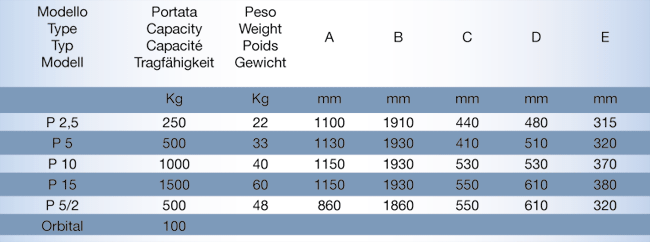 Modello Portata Peso
Type Capacity Weight A B C D E
Typ Capacité Poids
Modell Tragfähigkeit Gewicht
Kg Kg mm mm mm mm mm
P 2,5 250 22 1100 1910 440 480 315
P 5 500 33 1130 1930 410 510 320
P 10 1000 40 1150 1930 530 530 370
P 15 1500 60 1150 1930 550 610 380
P 5/2 500 48 860 1860 550 610 320
Orbital 100